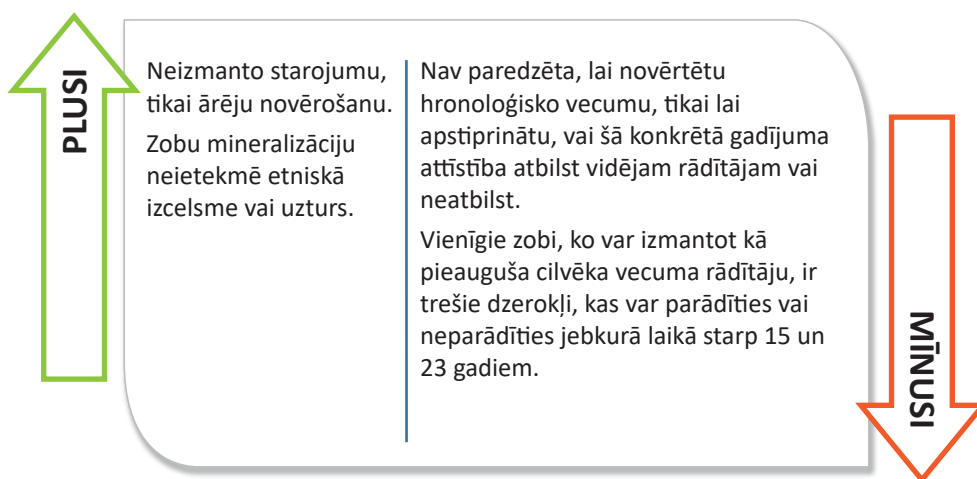 PLUSI
Neizmanto starojumu,
tikai ārēju novērošanu.
Zobu mineralizāciju
neietekmē etniskā
izcelsme vai uzturs.
Nav paredzēta, lai novērtētu
hronoloģisko vecumu, tikai lai
apstiprinātu, vai šā konkrētā gadījuma
attīstība atbilst vidējam rādītājam vai
neatbilst.
Vienīgie zobi, ko var izmantot kā
pieauguša cilvēka vecuma rādītāju, ir
trešie dzerokļi, kas var parādīties vai
neparādīties jebkurā laikā starp 15 un
23 gadiem.
MĪNUSI